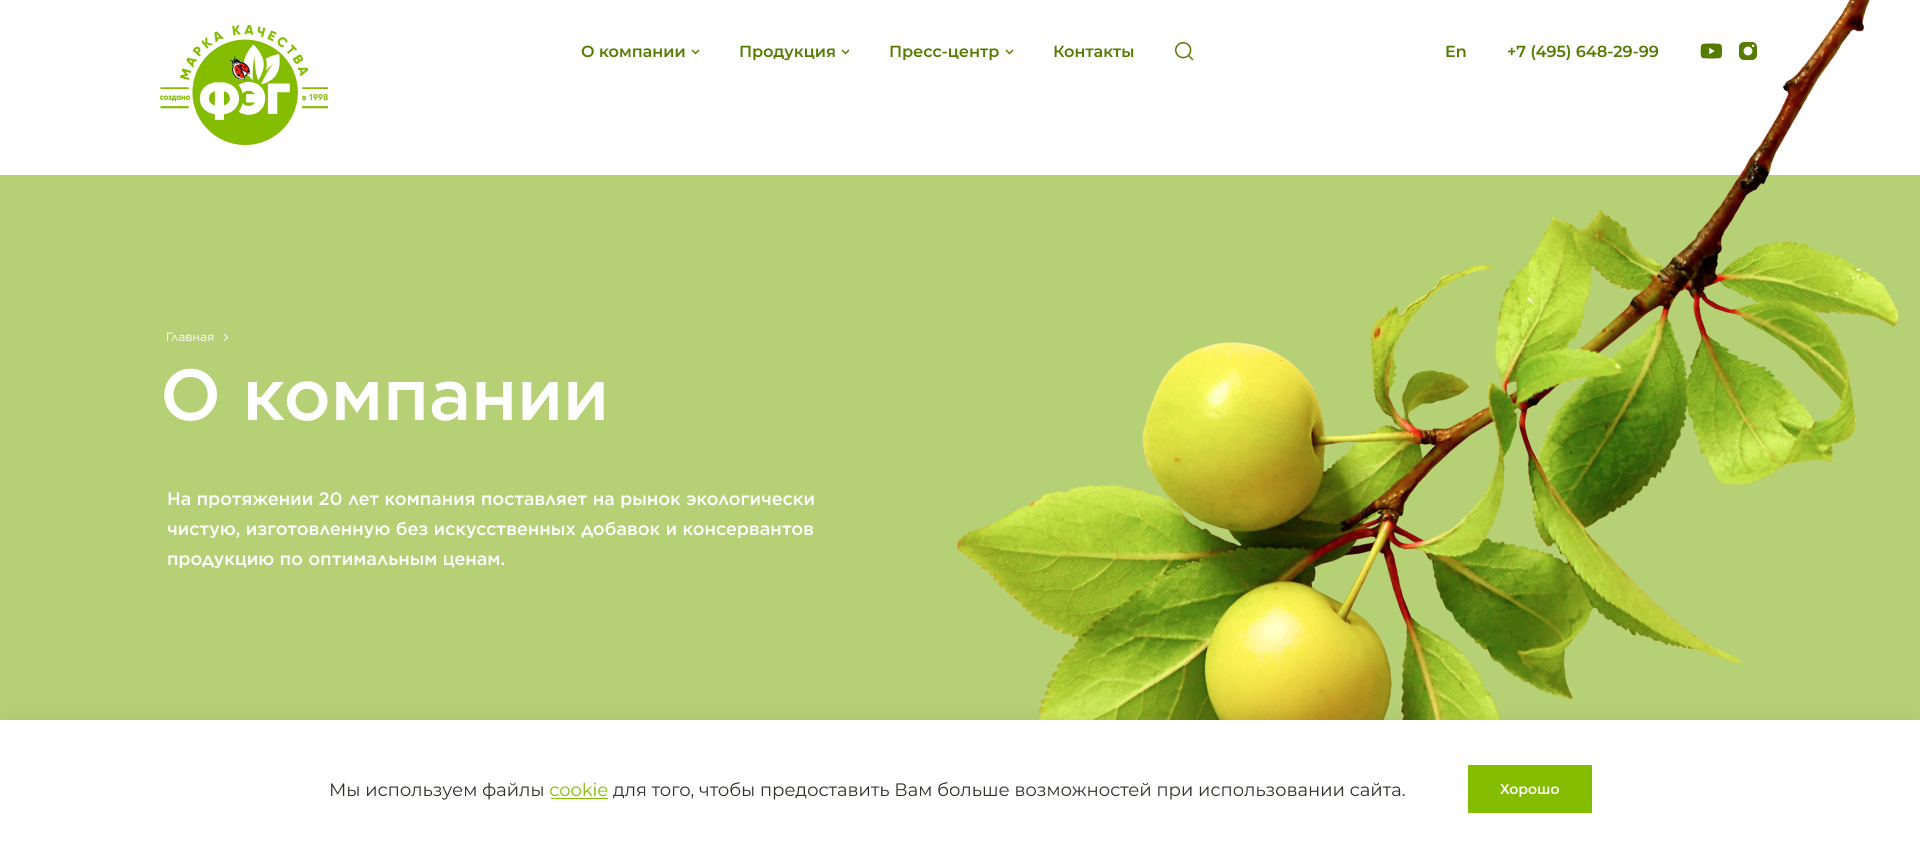 МАРКА КАЧЕСТВА
создано
ФЭГ
в 1998
О компании
Продукция
Пресс-центр
Контакты
En
+7 (495) 648-29-99
Главная
О компании
На протяжении 20 лет компания поставляет на рынок экологически
чистую, изготовленную без искусственных добавок и консервантов
продукцию по оптимальным ценам.
Мы используем файлы cookie для того, чтобы предоставить Вам больше возможностей при использовании сайта.
Хорошо